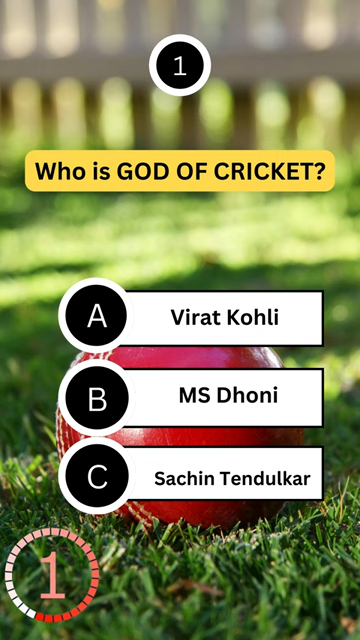 1
Who is GOD OF CRICKET?
A
Virat Kohli
B
MS Dhoni
C
Sachin Tendulkar
1